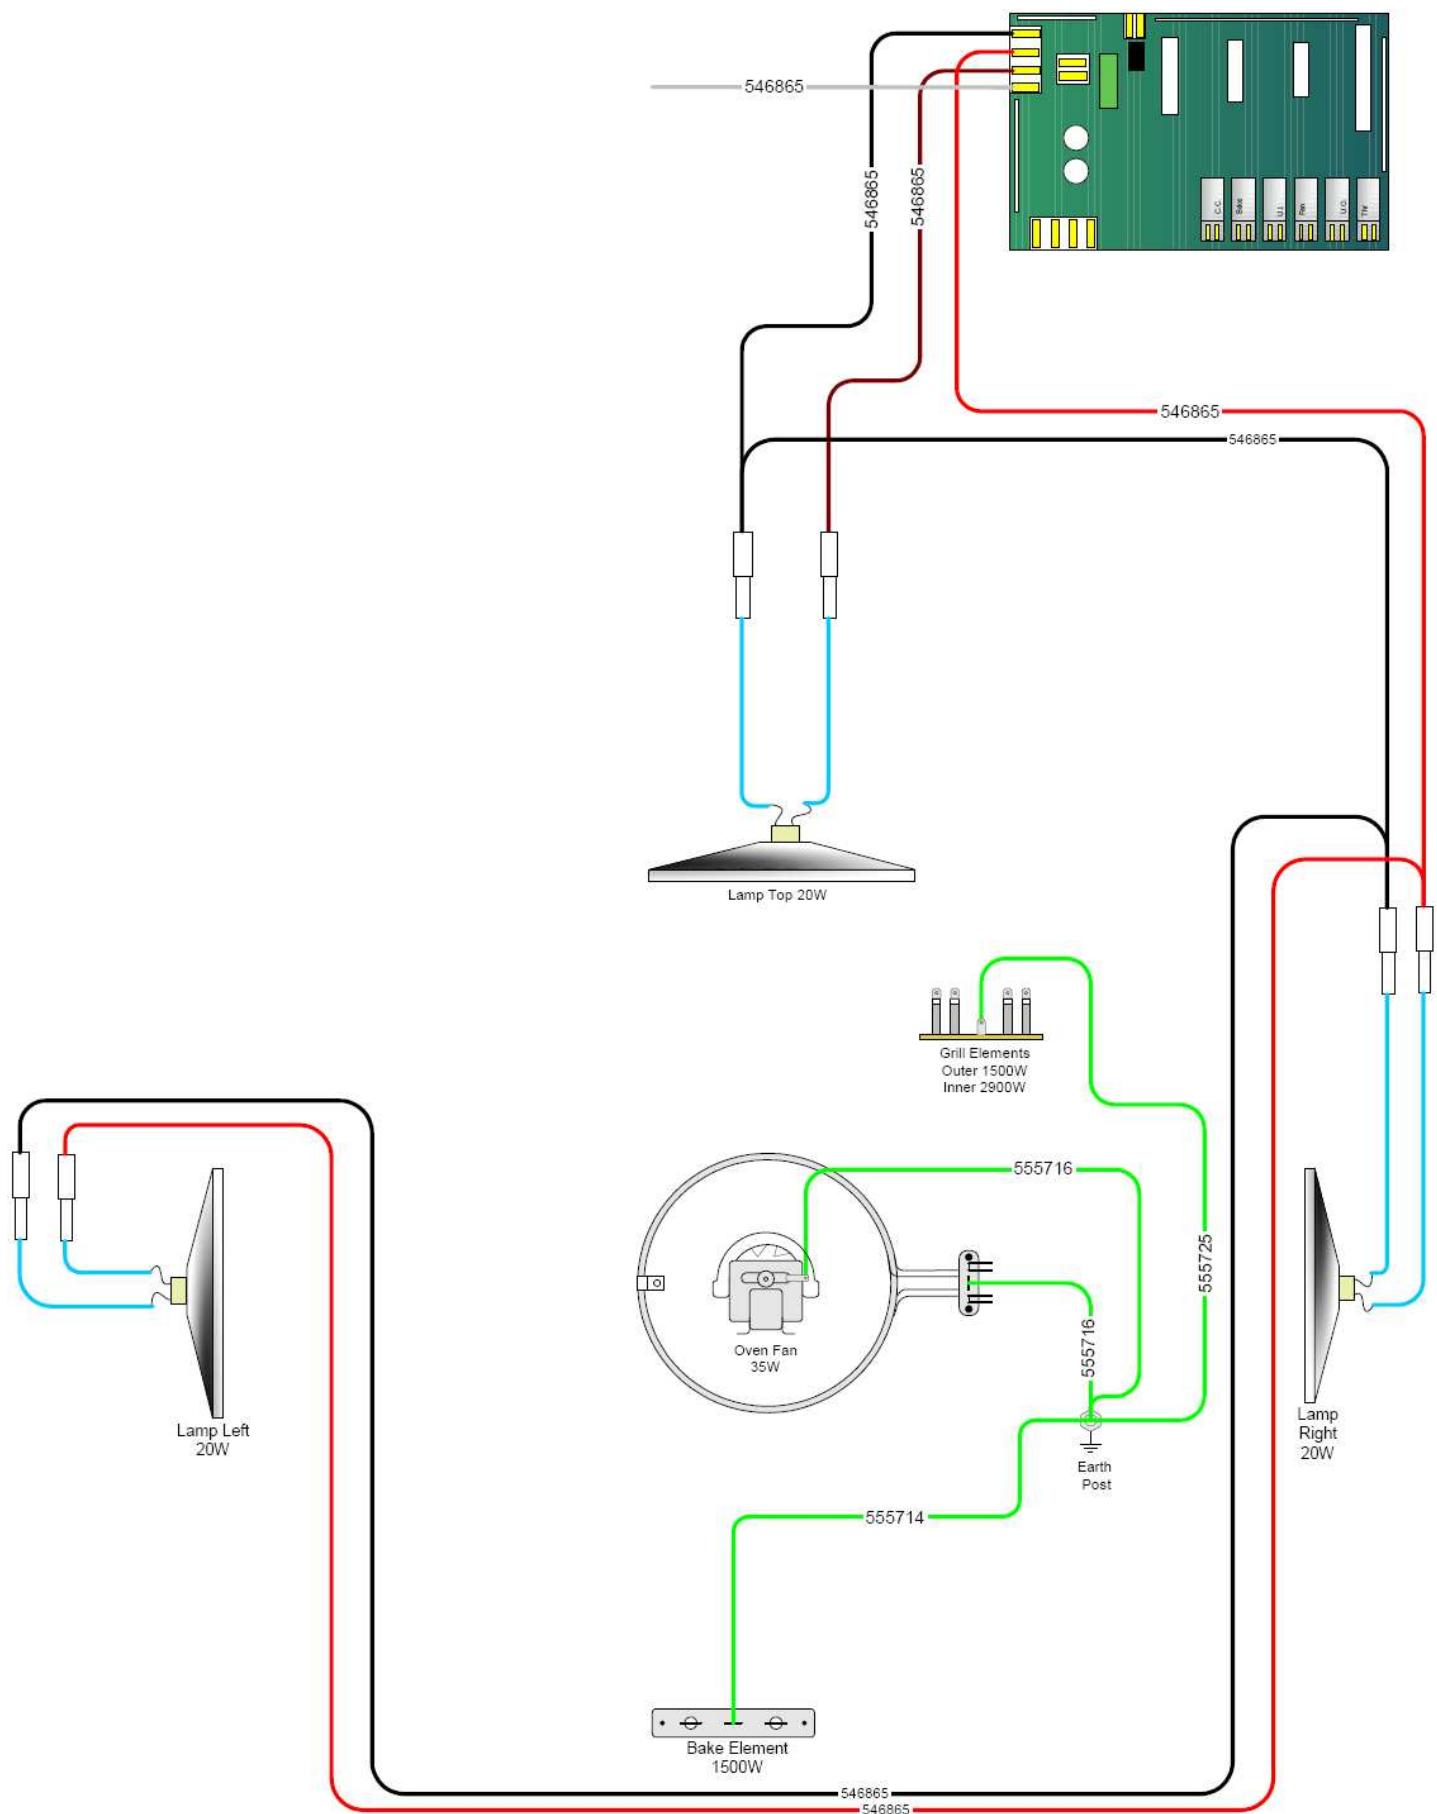 546865
546865
546865
C.C.
Bake
U.I.
Fan
U.O.
Thr
546865
546865
Lamp Top 20W
Grill Elements
Outer 1500W
Inner 2900W
555716
555725
Oven Fan
35W
555716
Lamp Left
20W
Lamp
Right
20W
Earth
Post
555714
Bake Element
1500W
546865
546865